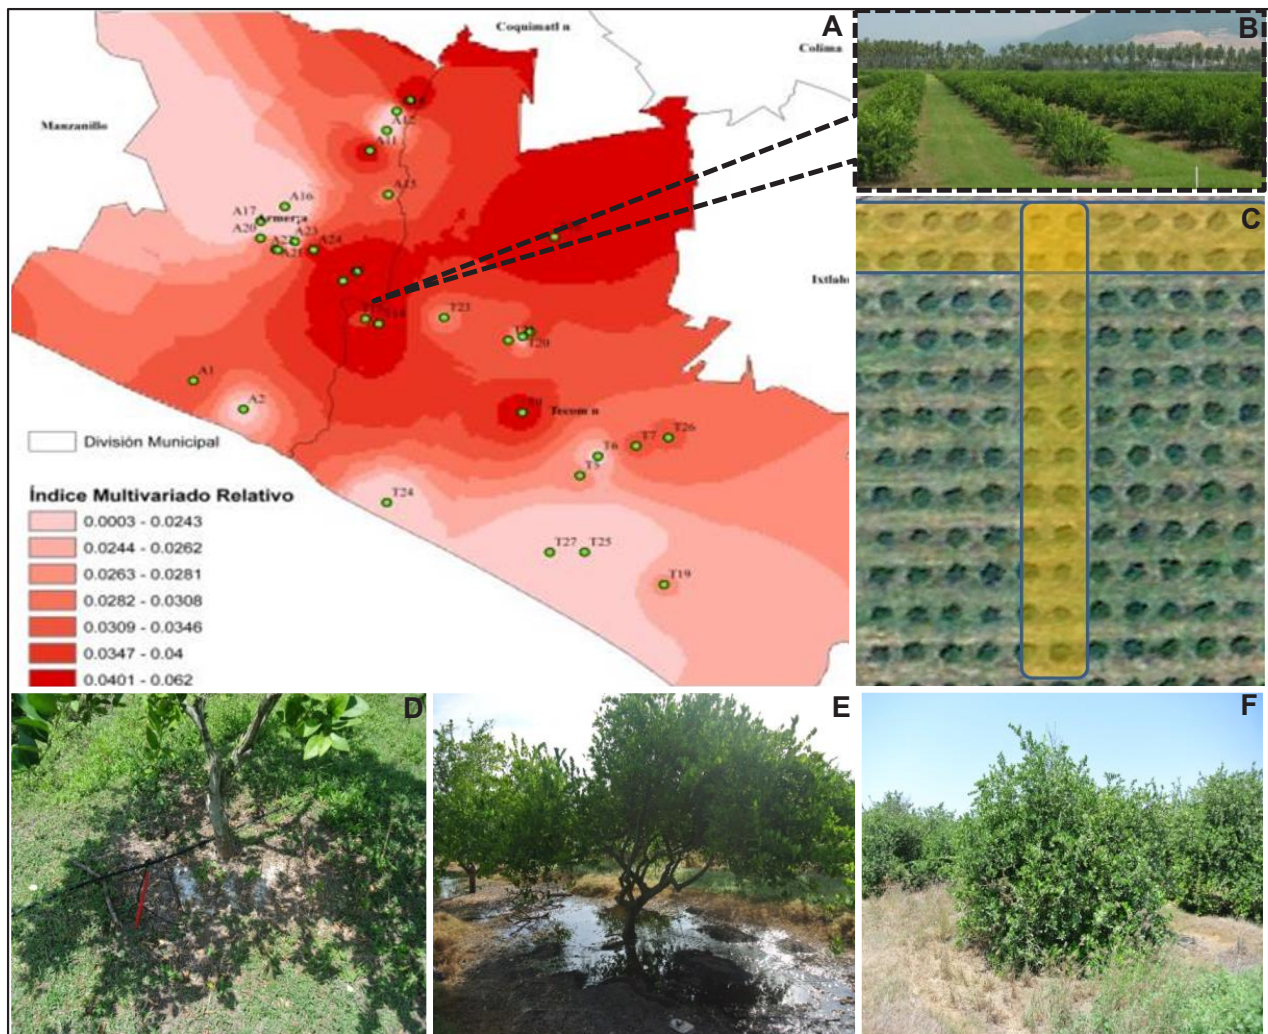 A
Coquimatl n
Colima
Manzanillo
A12
A11
A15
A16
A17
Armer a
A20
A23
A22
A24
A21
Ixtlah
T23
T20
A1
A2
Tecom n
T26
T7
T6
T5
T24
T27
T25
T19
División Municipal
Índice Multivariado Relativo
0.0003 - 0.0243
0.0244 - 0.0262
0.0263 - 0.0281
0.0282 - 0.0308
0.0309 - 0.0346
0.0347 - 0.04
0.0401 - 0.062
B
C
D
E
F